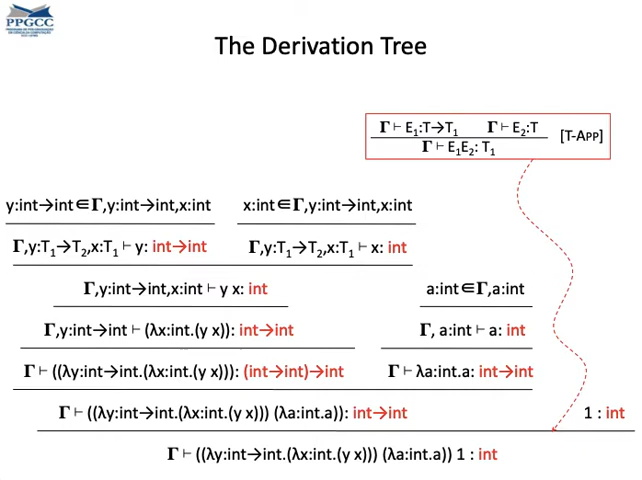 PPGCC
The Derivation Tree
Γ ⊢ E₁:T→T₁ Γ ⊢ E₂:T
Γ ⊢ E₁E₂: T₁
[T-APP]
y:int→int∈Γ,y:int→int,x:int x:int∈Γ,y:int→int,x:int
Γ,y:T₁→T₂,x:T₁ ⊢ y: int→int Γ,y:T₁→T₂,x:T₁ ⊢ x: int
Γ,y:int→int,x:int ⊢ y x: int a:int∈Γ,a:int
Γ,y:int→int ⊢ (λx:int.(y x)): int→int Γ, a:int ⊢ a: int
Γ ⊢ ((λy:int→int.(λx:int.(y x))): (int→int)→int Γ ⊢ λa:int.a: int→int
Γ ⊢ ((λy:int→int.(λx:int.(y x))) (λa:int.a)): int→int 1 : int
Γ ⊢ ((λy:int→int.(λx:int.(y x))) (λa:int.a)) 1 : int